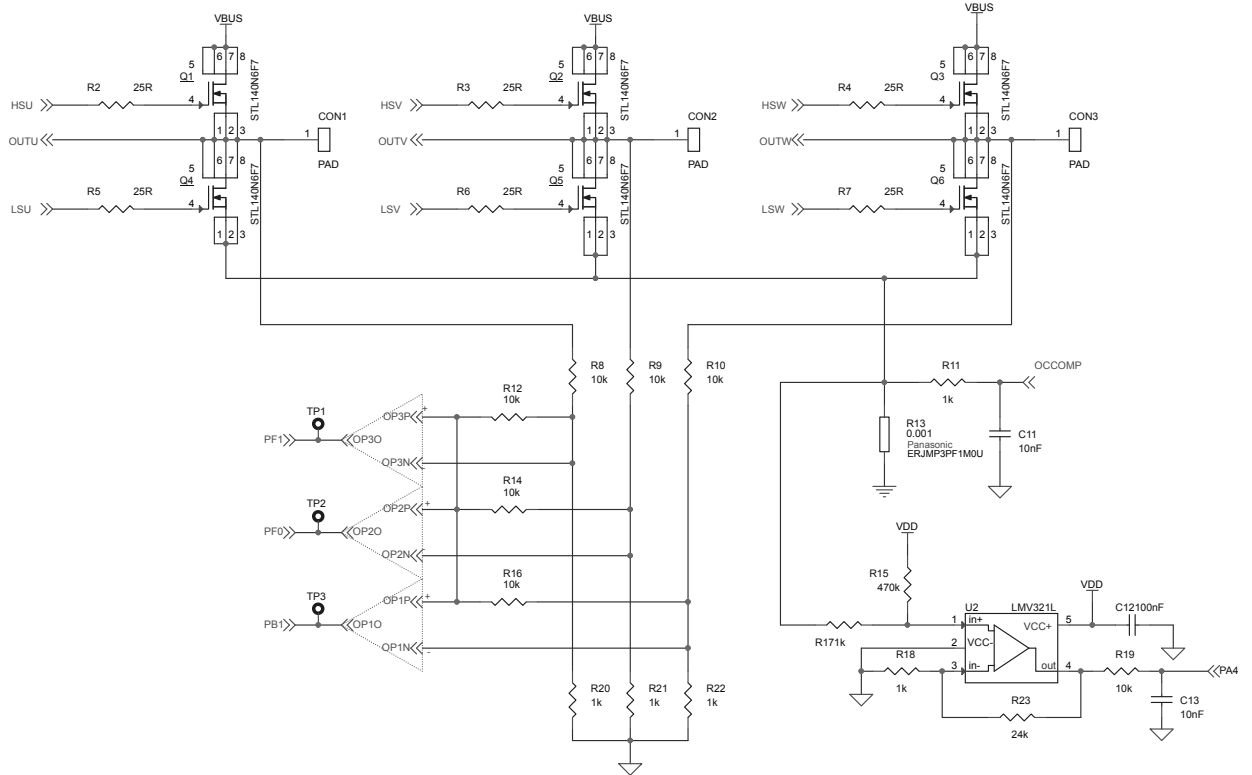 VBUS
VBUS
VBUS
5
6
7
8
5
6
7
8
5
6
7
8
Q1
Q2
Q3
STL140N6F7
STL140N6F7
STL140N6F7
R2 25R
R3 25R
R4 25R
HSU
4
HSV
4
HSW
4
1
2
3
1
2
3
1
2
3
CON1
CON2
CON3
OUTU
1
OUTV
1
OUTW
1
PAD
PAD
PAD
5
6
7
8
5
6
7
8
5
6
7
8
Q4
Q5
Q6
STL140N6F7
STL140N6F7
STL140N6F7
R5 25R
R6 25R
R7 25R
LSU
4
LSV
4
LSW
4
1
2
3
1
2
3
1
2
3
R8
10k
R9
10k
R10
10k
R11
1k
OCCOMP
R12
10k
TP1
OP3P
+
PF1
OP3O
OP3N
-
R13
0.001
Panasonic
ERJMP3PF1M0U
C11
10nF
R14
10k
TP2
OP2P
+
PF0
OP2O
OP2N
-
R16
10k
TP3
OP1P
+
PB1
OP1O
OP1N
-
VDD
R15
470k
VDD
U2 LMV321L
C12100nF
1
in+
VCC+
5
R171k
2
VCC-
R18
1k
3
in-
out
4
R19
10k
PA4
R23
24k
C13
10nF
R20
1k
R21
1k
R22
1k